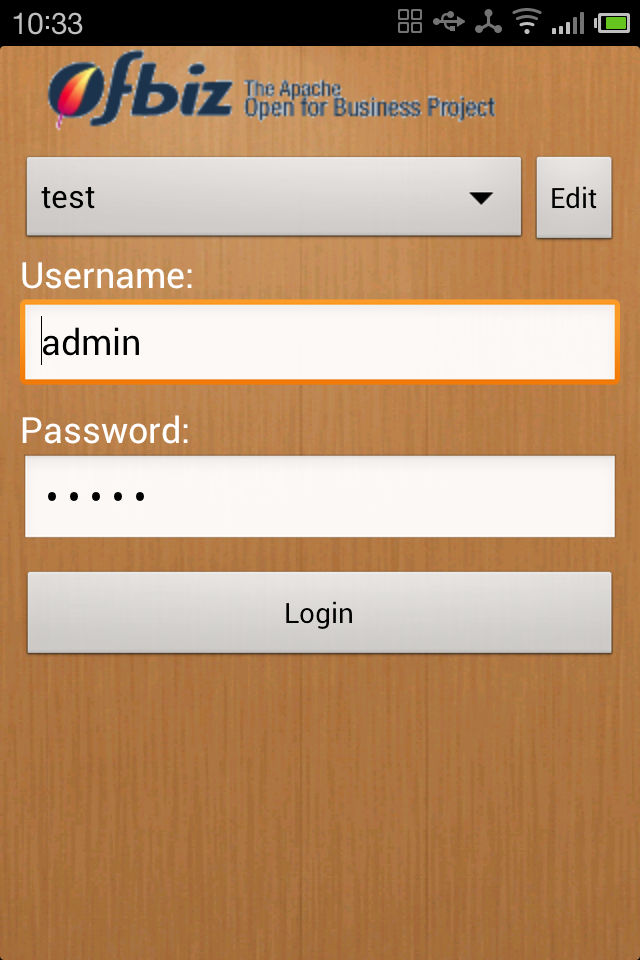 10:33
Ofbiz The Apache
Open for Business Project
test
Edit
Username:
admin
Password:
•••••
Login